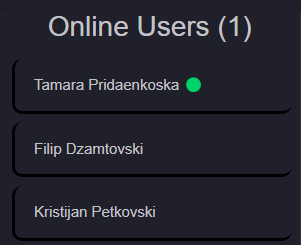 Online Users (1)
Tamara Pridaenkoska
Filip Dzamtovski
Kristijan Petkovski